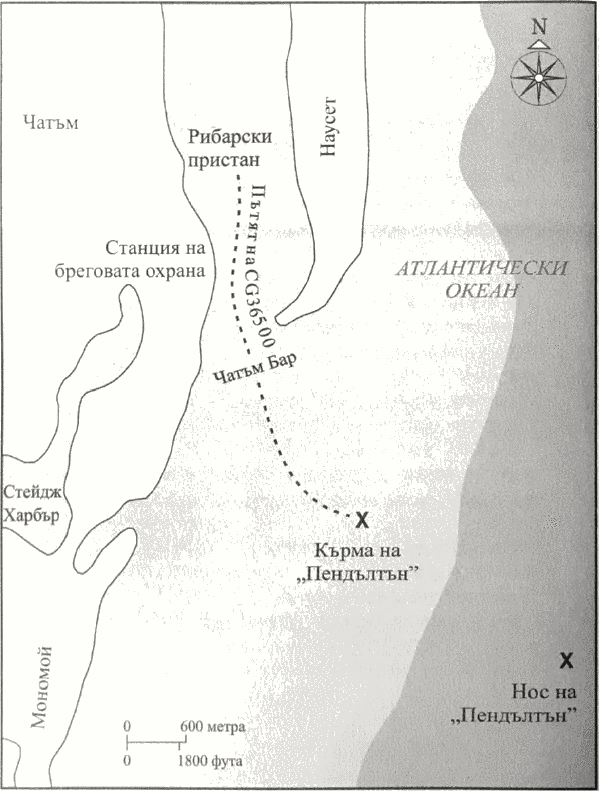 N
Чатъм
Рибарски
пристан
Наусет
Пътят на CG36500
Станция на
бреговата охрана
АТЛАНТИЧЕСКИ
ОКЕАН
Чатъм Бар
Стейдж
Харбър
X
Кърма на
„Пендълтън”
Мономой
X
Нос на
„Пендълтън”
0 600 метра
0 1800 фута